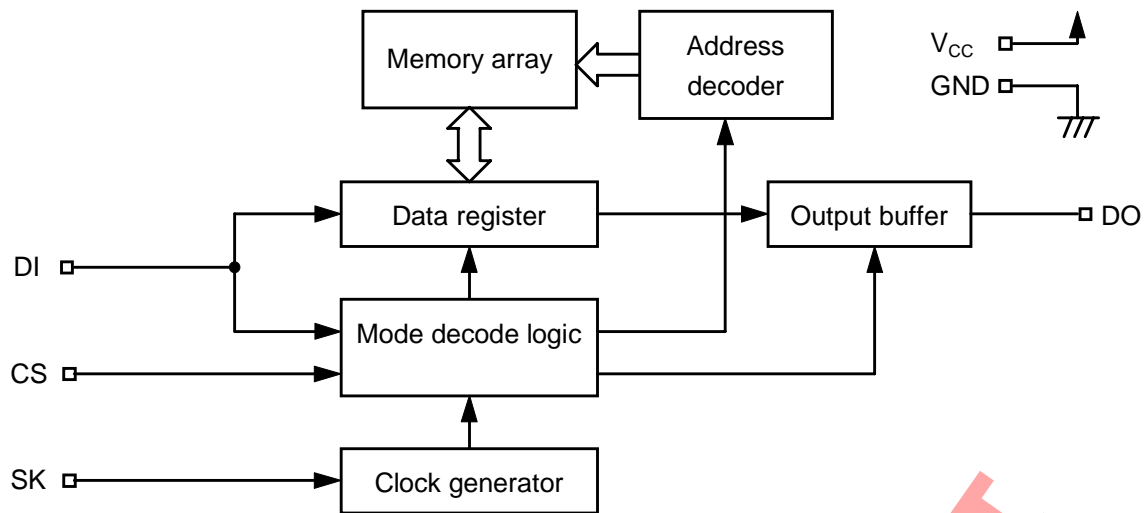 Memory array
Address
decoder
VCC
GND
Data register
Output buffer
DO
DI
Mode decode logic
CS
SK
Clock generator